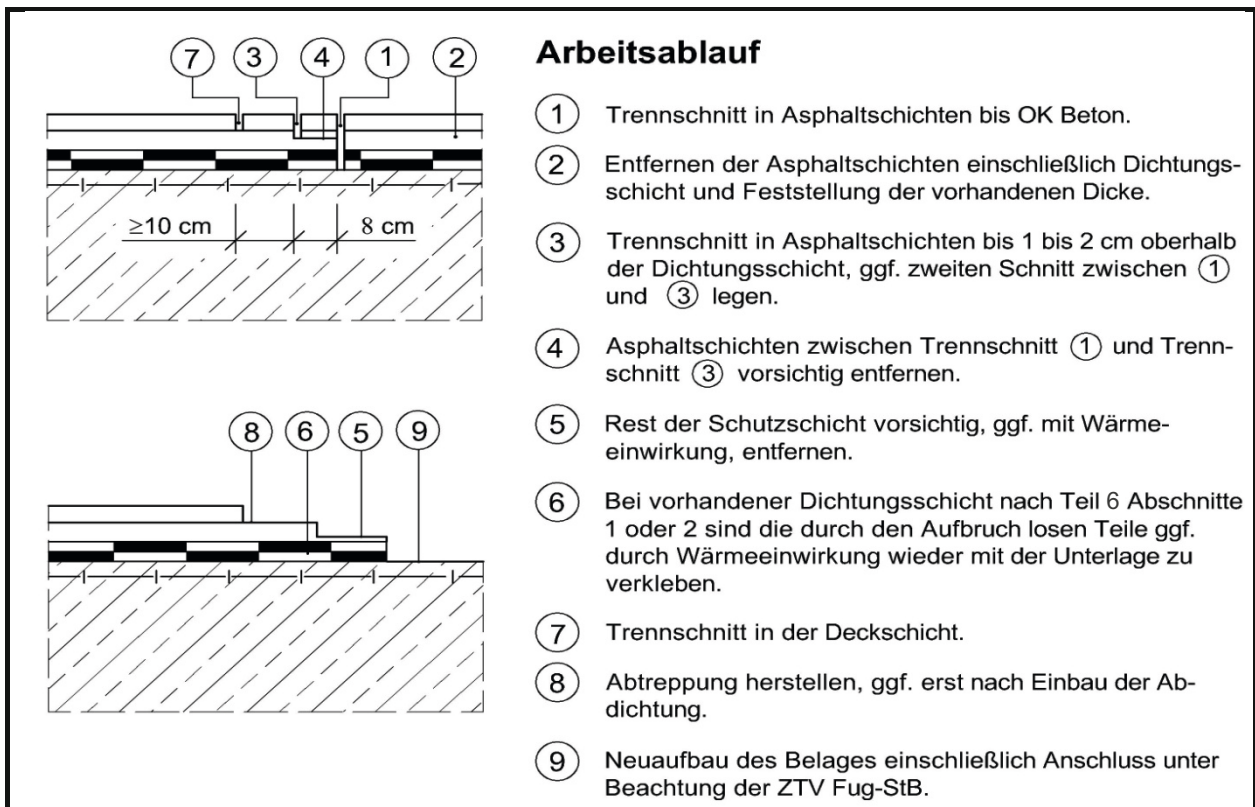 7 3 4 1 2
≥10 cm 8 cm
8 6 5 9
Arbeitsablauf
1 Trennschnitt in Asphaltschichten bis OK Beton.
2 Entfernen der Asphaltschichten einschließlich Dichtungs-
schicht und Feststellung der vorhandenen Dicke.
3 Trennschnitt in Asphaltschichten bis 1 bis 2 cm oberhalb
der Dichtungsschicht, ggf. zweiten Schnitt zwischen 1
und 3 legen.
4 Asphaltschichten zwischen Trennschnitt 1 und Trenn-
schnitt 3 vorsichtig entfernen.
5 Rest der Schutzschicht vorsichtig, ggf. mit Wärme-
einwirkung, entfernen.
6 Bei vorhandener Dichtungsschicht nach Teil 6 Abschnitte
1 oder 2 sind die durch den Aufbruch losen Teile ggf.
durch Wärmeeinwirkung wieder mit der Unterlage zu
verkleben.
7 Trennschnitt in der Deckschicht.
8 Abtreppung herstellen, ggf. erst nach Einbau der Ab-
dichtung.
9 Neuaufbau des Belages einschließlich Anschluss unter
Beachtung der ZTV Fug-StB.